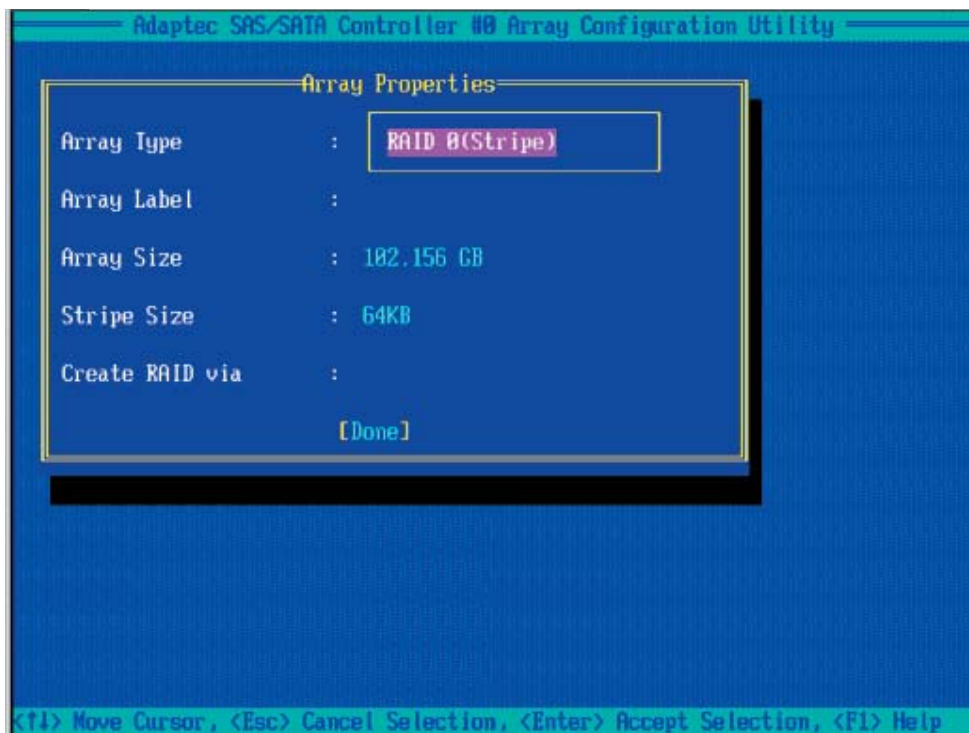 Adaptec SAS/SATA Controller #0 Array Configuration Utility
Array Properties
Array Type : RAID 0(Stripe)
Array Label :
Array Size : 102.156 GB
Stripe Size : 64KB
Create RAID via :
[Done]
<↑↓> Move Cursor, <Esc> Cancel Selection, <Enter> Accept Selection, <F1> Help